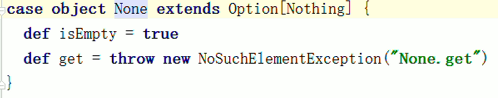 case object None extends Option[Nothing] {
def isEmpty = true
def get = throw new NoSuchElementException("None.get")
}